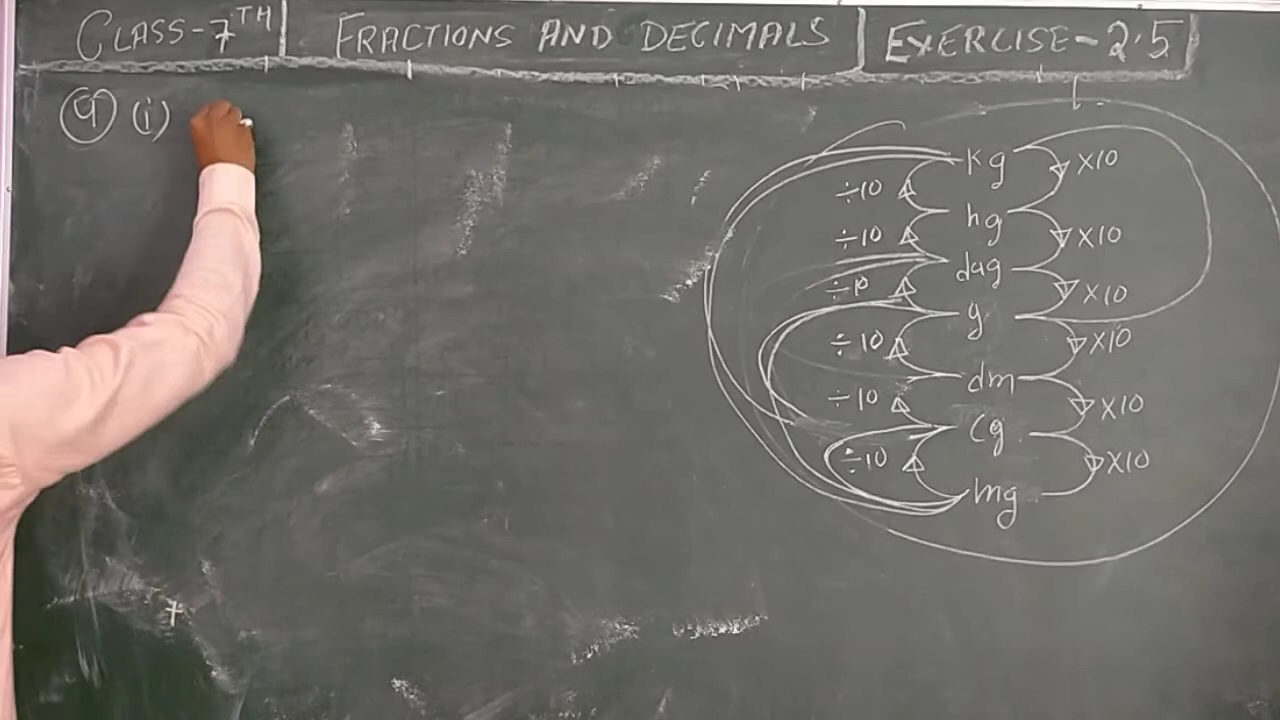 CLASS-7TH FRACTIONS AND DECIMALS EXERCISE-2.5
9 (i)
kg
÷10 ×10
hg
÷10 ×10
dag
÷10 ×10
g
÷10 ×10
dm
÷10 ×10
cg
÷10 ×10
mg